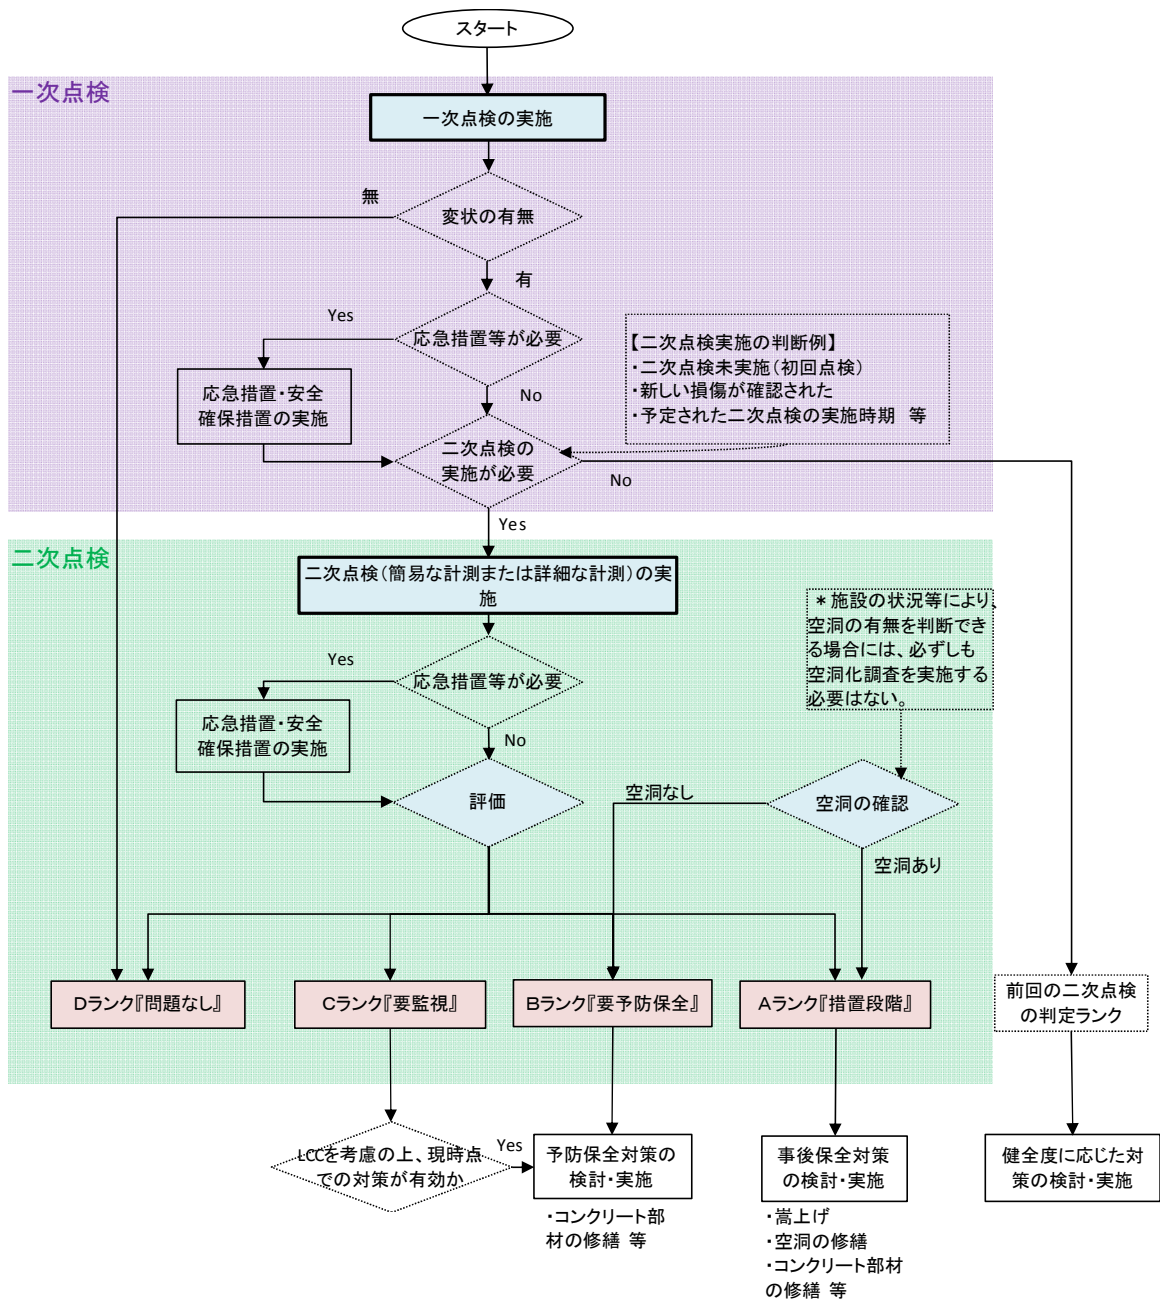 スタート
一次点検
一次点検の実施
無
変状の有無
有
Yes
応急措置等が必要
応急措置・安全
確保措置の実施
No
【二次点検実施の判断例】
・二次点検未実施（初回点検）
・新しい損傷が確認された
・予定された二次点検の実施時期 等
二次点検の
実施が必要
No
Yes
二次点検
二次点検（簡易な計測または詳細な計測）の実
施
＊施設の状況等により、
空洞の有無を判断でき
る場合には、必ずしも
空洞化調査を実施する
必要はない。
Yes
応急措置等が必要
応急措置・安全
確保措置の実施
No
評価
空洞なし
空洞の確認
空洞あり
Dランク『問題なし』
Cランク『要監視』
Bランク『要予防保全』
Aランク『措置段階』
前回の二次点検
の判定ランク
LCCを考慮の上、現時点
での対策が有効か
Yes
予防保全対策の
検討・実施
・コンクリート部
材の修繕 等
事後保全対策
の検討・実施
・嵩上げ
・空洞の修繕
・コンクリート部材
の修繕 等
健全度に応じた対
策の検討・実施